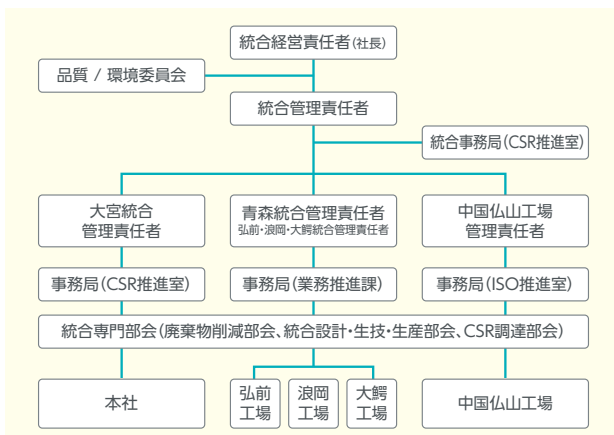 統合経営責任者(社長)
品質 / 環境委員会
統合管理責任者
統合事務局(CSR推進室)
大宮統合
管理責任者
青森統合管理責任者
弘前・浪岡・大鰐統合管理責任者
中国仏山工場
管理責任者
事務局(CSR推進室)
事務局(業務推進課)
事務局(ISO推進室)
統合専門部会(廃棄物削減部会、統合設計・生技・生産部会、CSR調達部会)
本社
弘前
工場
浪岡
工場
大鰐
工場
中国仏山工場